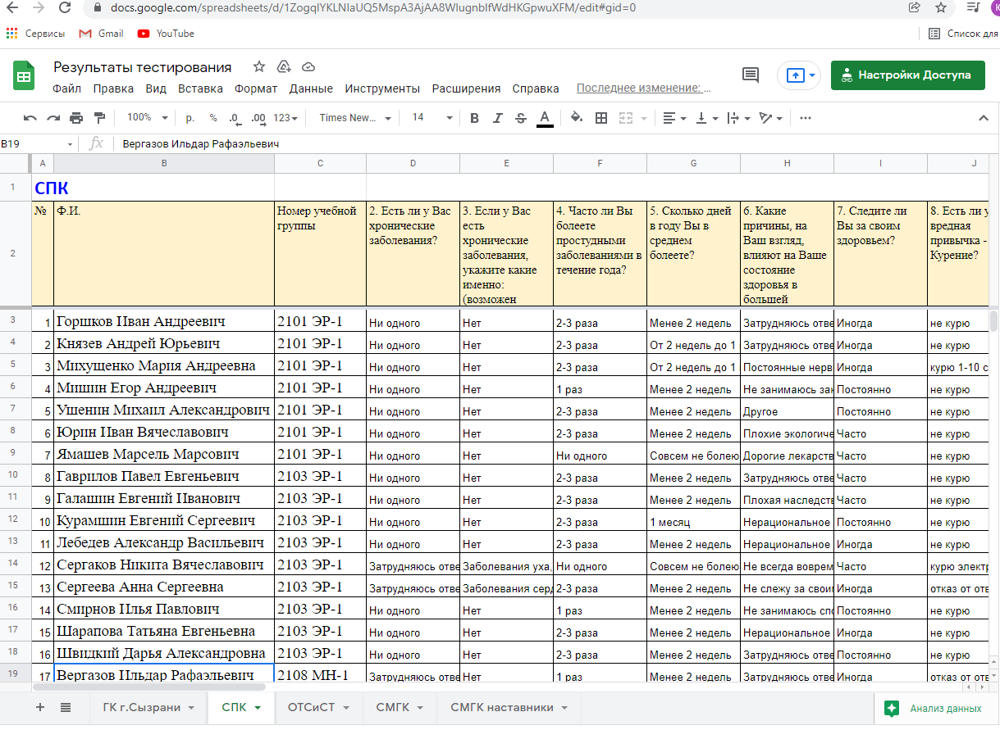 docs.google.com/spreadsheets/d/1ZogqIYKLNIaUQ5MspA3AjAA8WIugnbIfWdHKGpwuXFM/edit#gid=0
Сервисы Gmail YouTube Список для
Результаты тестирования
Файл Правка Вид Вставка Формат Данные Инструменты Расширения Справка Последнее изменение: ...
Настройки Доступа
100% р. % .0 .00 123 Times New... 14 B I S A
B19 fx Вергазов Ильдар Рафаэльевич
A B C D E F G H I J
1 СПК
2 № Ф.И. Номер учебной группы 2. Есть ли у Вас хронические заболевания? 3. Если у Вас есть хронические заболевания, укажите какие именно: (возможен 4. Часто ли Вы болеете простудными заболеваниями в течение года? 5. Сколько дней в году Вы в среднем болеете? 6. Какие причины, на Ваш взгляд, влияют на Ваше состояние здоровья в большей 7. Следите ли Вы за своим здоровьем? 8. Есть ли у вредная привычка - Курение?
3 1 Горшков Иван Андреевич 2101 ЭР-1 Ни одного Нет 2-3 раза Менее 2 недель Затрудняюсь отве Иногда не курю
4 2 Князев Андрей Юрьевич 2101 ЭР-1 Ни одного Нет 2-3 раза От 2 недель до 1 Затрудняюсь отве Иногда не курю
5 3 Михущенко Мария Андреевна 2101 ЭР-1 Ни одного Нет 2-3 раза От 2 недель до 1 Постоянные нерв Иногда курю 1-10 с
6 4 Мишин Егор Андреевич 2101 ЭР-1 Ни одного Нет 1 раз Менее 2 недель Не занимаюсь зак Постоянно не курю
7 5 Ушенин Михаил Александрович 2101 ЭР-1 Ни одного Нет 2-3 раза Менее 2 недель Другое Постоянно не курю
8 6 Юрин Иван Вячеславович 2101 ЭР-1 Ни одного Нет 2-3 раза Менее 2 недель Плохие экологиче Часто не курю
9 7 Ямашев Марсель Марсович 2101 ЭР-1 Ни одного Нет Ни одного Совсем не болею Дорогие лекарств Часто не курю
10 8 Гаврилов Павел Евгеньевич 2103 ЭР-1 Ни одного Нет 2-3 раза Менее 2 недель Затрудняюсь отве Часто не курю
11 9 Галашин Евгений Иванович 2103 ЭР-1 Ни одного Нет 2-3 раза Менее 2 недель Плохая наследств Часто не курю
12 10 Курамшин Евгений Сергеевич 2103 ЭР-1 Ни одного Нет 2-3 раза 1 месяц Нерациональное Постоянно не курю
13 11 Лебедев Александр Васильевич 2103 ЭР-1 Ни одного Нет 2-3 раза Менее 2 недель Нерациональное Иногда не курю
14 12 Сергаков Никита Вячеславович 2103 ЭР-1 Затрудняюсь отве Заболевания уха, Ни одного Совсем не болею Не всегда воврем Часто курю электр
15 13 Сергеева Анна Сергеевна 2103 ЭР-1 Затрудняюсь отве Заболевания серд 2-3 раза Менее 2 недель Не слежу за свои Иногда отказ от отв
16 14 Смирнов Илья Павлович 2103 ЭР-1 Ни одного Нет 1 раз Менее 2 недель Не занимаюсь спо Постоянно не курю
17 15 Шарапова Татьяна Евгеньевна 2103 ЭР-1 Ни одного Нет 2-3 раза Менее 2 недель Нерациональное Иногда не курю
18 16 Швидкий Дарья Александровна 2103 ЭР-1 Ни одного Нет 2-3 раза Менее 2 недель Затрудняюсь отве Постоянно не курю
19 17 Вергазов Ильдар Рафаэльевич 2108 МН-1 Затрудняюсь отве Нет 1 раз Менее 2 недель Затрудняюсь отве Иногда отказ от отв
ГК г.Сызрани СПК ОТСиСТ СМГК СМГК наставники Анализ данных